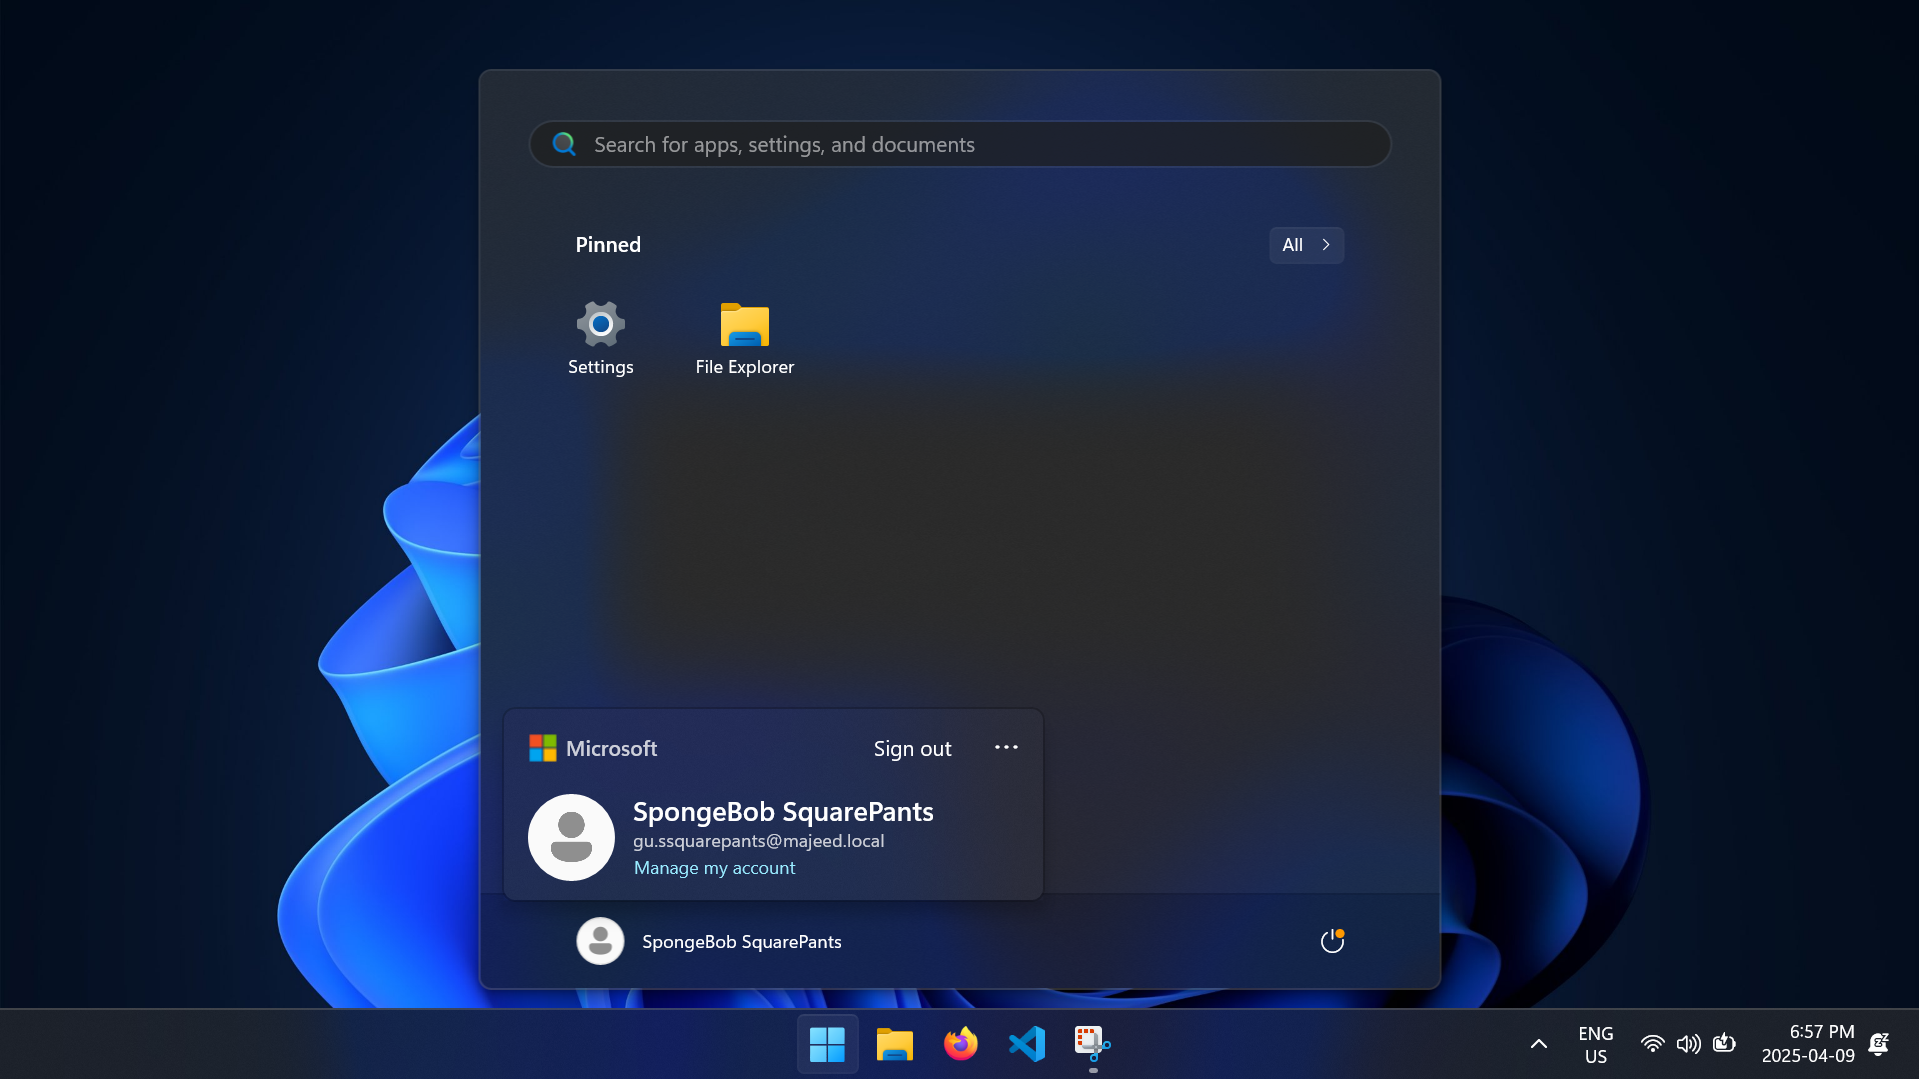 Search for apps, settings, and documents
Pinned
All
Settings
File Explorer
Microsoft
Sign out
SpongeBob SquarePants
gu.ssquarepants@majeed.local
Manage my account
SpongeBob SquarePants
ENG
US
6:57 PM
2025-04-09